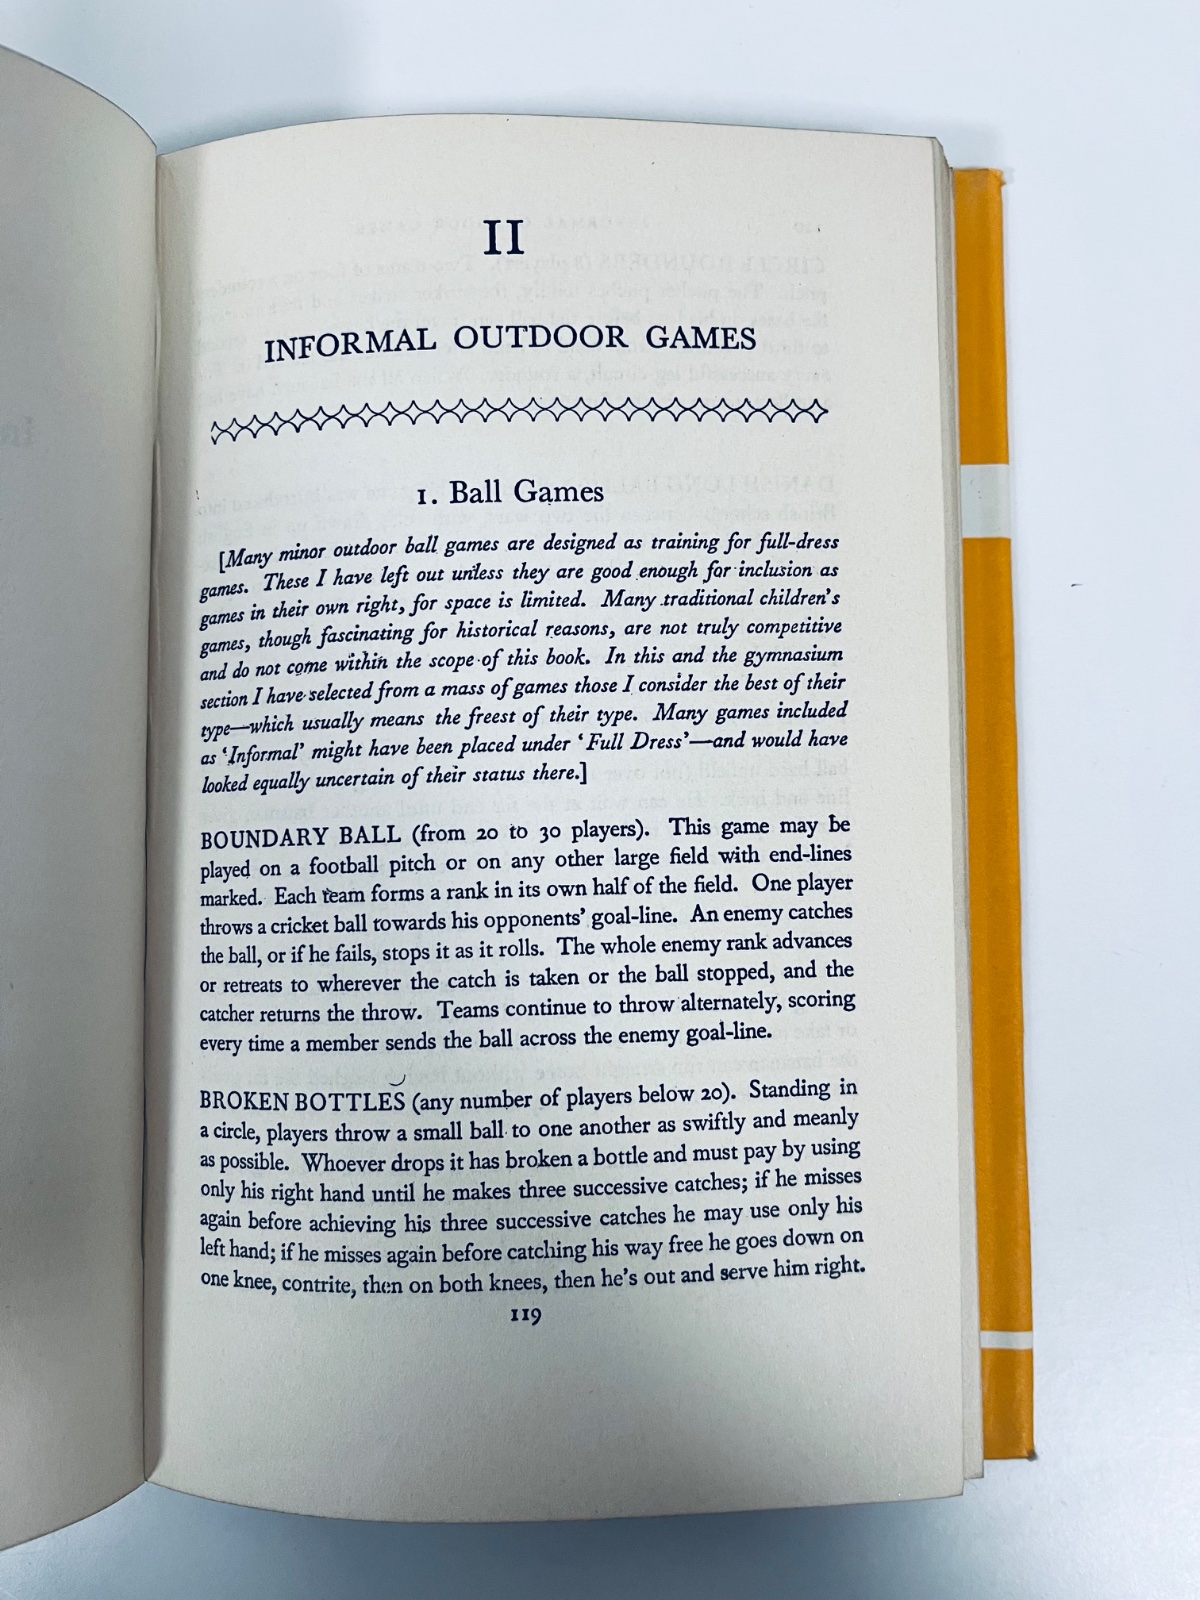 II
INFORMAL OUTDOOR GAMES
1. Ball Games
[Many minor outdoor ball games are designed as training for full-dress
games. These I have left out unless they are good enough for inclusion as
games in their own right, for space is limited. Many traditional children's
games, though fascinating for historical reasons, are not truly competitive
and do not come within the scope of this book. In this and the gymnasium
section I have selected from a mass of games those I consider the best of their
type—which usually means the freest of their type. Many games included
as 'Informal' might have been placed under 'Full Dress'—and would have
looked equally uncertain of their status there.]
BOUNDARY BALL (from 20 to 30 players). This game may be
played on a football pitch or on any other large field with end-lines
marked. Each team forms a rank in its own half of the field. One player
throws a cricket ball towards his opponents' goal-line. An enemy catches
the ball, or if he fails, stops it as it rolls. The whole enemy rank advances
or retreats to wherever the catch is taken or the ball stopped, and the
catcher returns the throw. Teams continue to throw alternately, scoring
every time a member sends the ball across the enemy goal-line.
BROKEN BOTTLES (any number of players below 20). Standing in
a circle, players throw a small ball to one another as swiftly and meanly
as possible. Whoever drops it has broken a bottle and must pay by using
only his right hand until he makes three successive catches; if he misses
again before achieving his three successive catches he may use only his
left hand; if he misses again before catching his way free he goes down on
one knee, contrite, then on both knees, then he's out and serve him right.
119